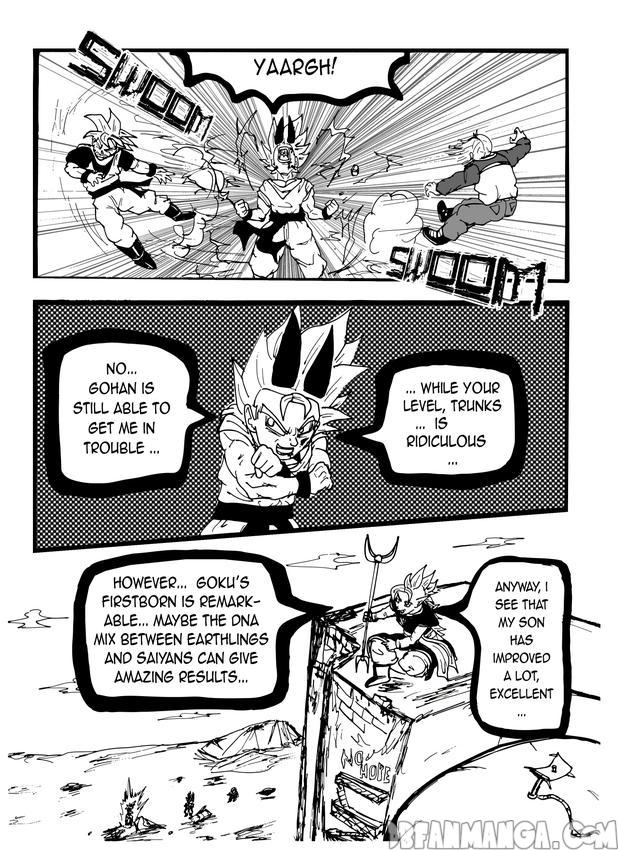 YAARGH!
SWOOM
SWOOM
NO...
GOHAN IS
STILL ABLE TO
GET ME IN
TROUBLE ...
... WHILE YOUR
LEVEL, TRUNKS
... IS
RIDICULOUS
...
HOWEVER... GOKU'S
FIRSTBORN IS REMARK-
ABLE... MAYBE THE DNA
MIX BETWEEN EARTHLINGS
AND SAIYANS CAN GIVE
AMAZING RESULTS...
ANYWAY, I
SEE THAT
MY SON
HAS
IMPROVED
A LOT,
EXCELLENT
...
NO
HOPE
DBFANMANGA.COM